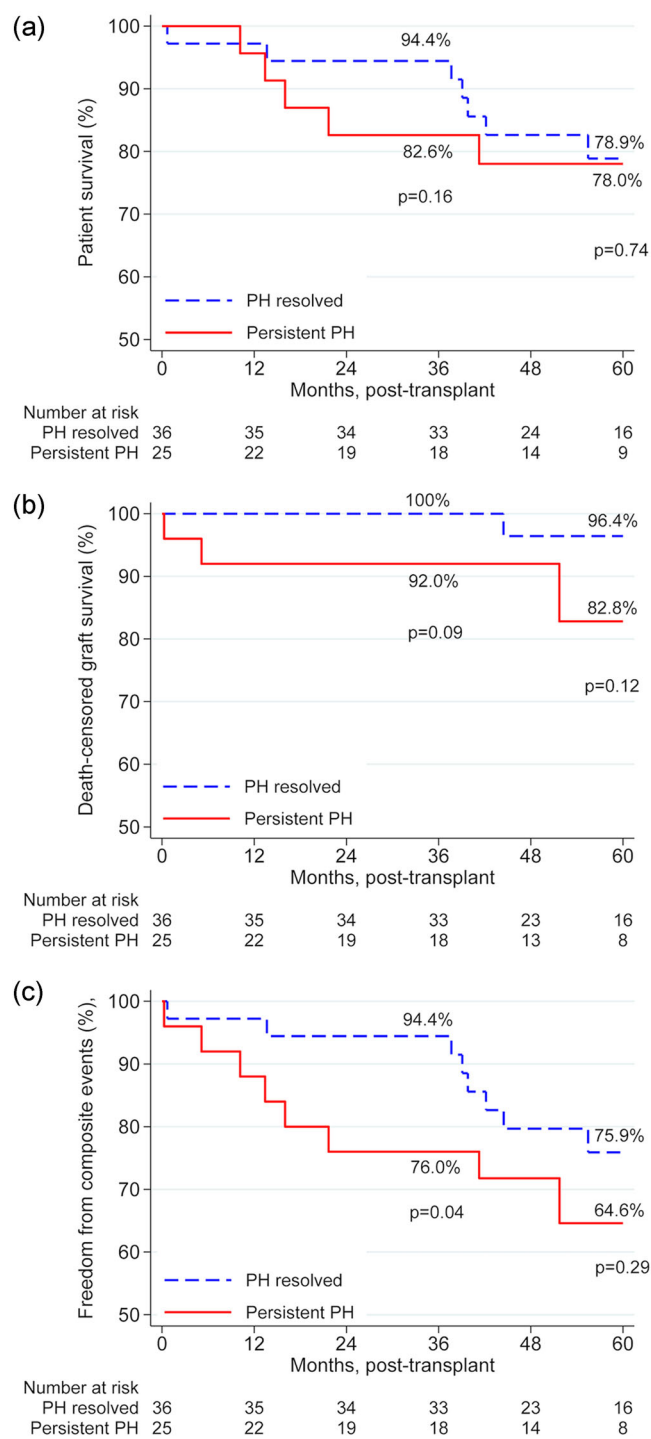 (a)
Patient survival (%)
100
90
80
70
60
50
94.4%
82.6%
p=0.16
78.9%
78.0%
p=0.74
PH resolved
Persistent PH
0 12 24 36 48 60
Months, post-transplant
Number at risk
PH resolved 36 35 34 33 24 16
Persistent PH 25 22 19 18 14 9
(b)
Death-censored graft survival (%)
100
90
80
70
60
50
100%
92.0%
p=0.09
96.4%
82.8%
p=0.12
PH resolved
Persistent PH
0 12 24 36 48 60
Months, post-transplant
Number at risk
PH resolved 36 35 34 33 23 16
Persistent PH 25 22 19 18 13 8
(c)
Freedom from composite events (%),
100
90
80
70
60
50
94.4%
76.0%
p=0.04
75.9%
64.6%
p=0.29
PH resolved
Persistent PH
0 12 24 36 48 60
Months, post-transplant
Number at risk
PH resolved 36 35 34 33 23 16
Persistent PH 25 22 19 18 14 8